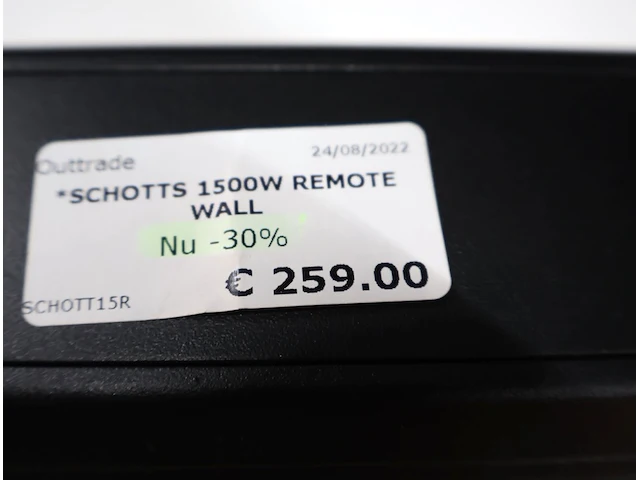 Outtrade 24/08/2022
*SCHOTTS 1500W REMOTE
WALL
Nu -30%
€ 259.00
SCHOTT15R